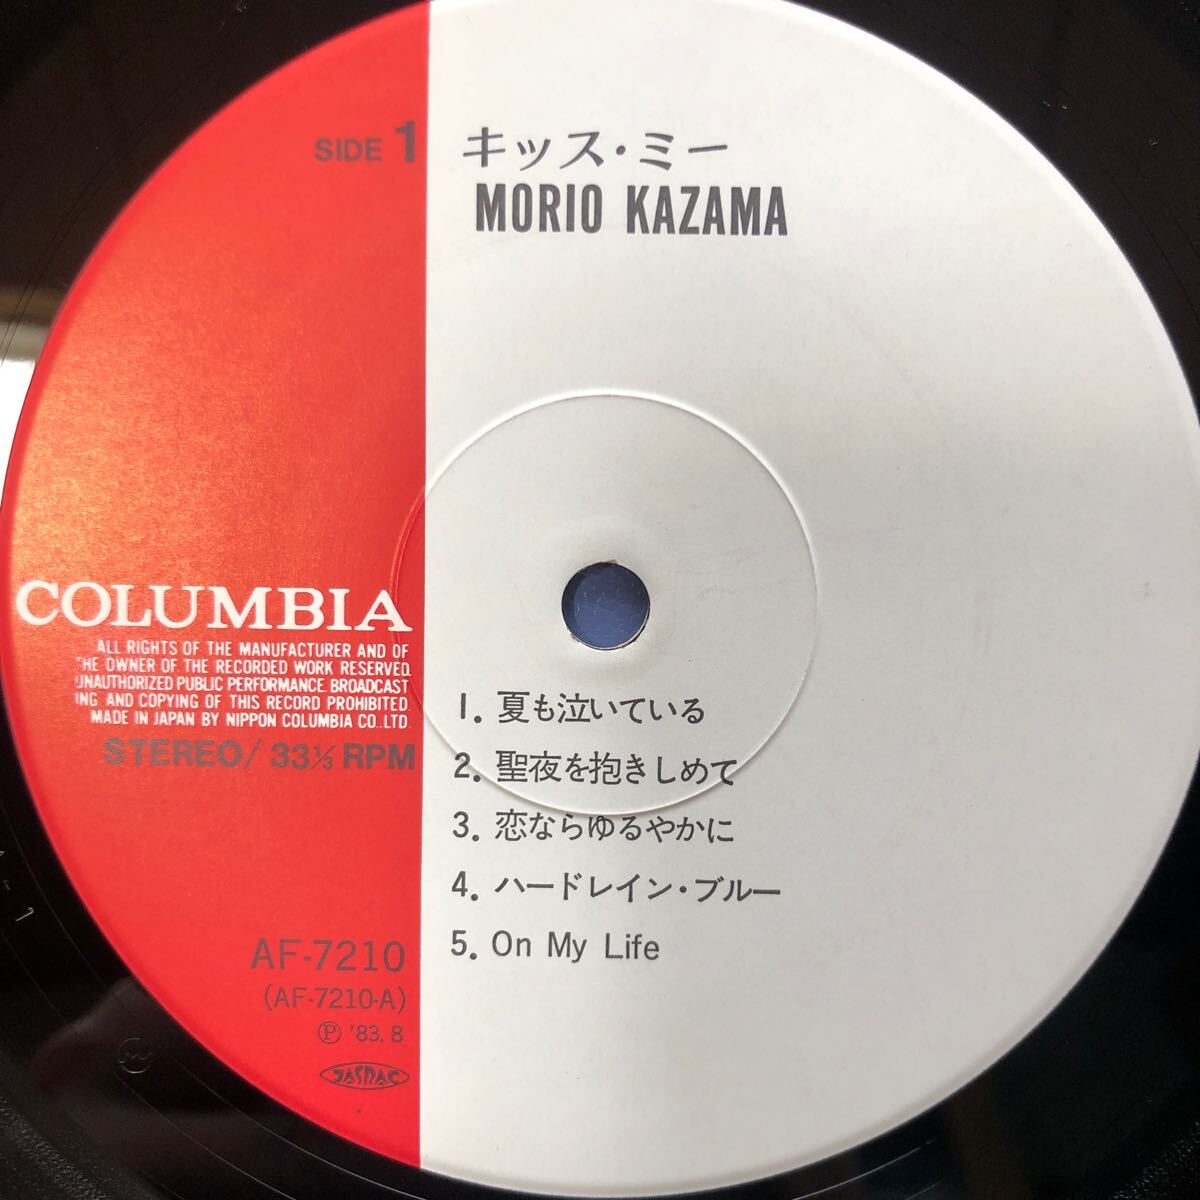 SIDE 1
キッス・ミー
MORIO KAZAMA
COLUMBIA
ALL RIGHTS OF THE MANUFACTURER AND OF
THE OWNER OF THE RECORDED WORK RESERVED.
UNAUTHORIZED PUBLIC PERFORMANCE. BROADCAST
ING AND COPYING OF THIS RECORD PROHIBITED.
MADE IN JAPAN BY NIPPON COLUMBIA CO., LTD.
STEREO/33⅓ RPM
1. 夏も泣いている
2. 聖夜を抱きしめて
3. 恋ならゆるやかに
4. ハードレイン・ブルー
5. On My Life
AF-7210
(AF-7210-A)
Ⓟ '83. 8
JASRAC